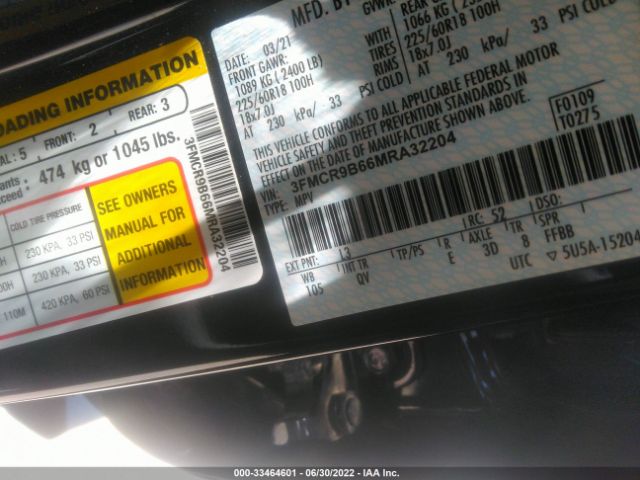 OADING INFORMATION
5 FRONT: 2 REAR: 3
474 kg or 1045 lbs.
COLD TIRE PRESSURE
230 KPA, 33 PSI
230 KPA, 33 PSI
110M 420 KPA, 60 PSI
SEE OWNERS
MANUAL FOR
ADDITIONAL
INFORMATION
3FMCR9B66MRA32204
MFD. BY
DATE: 03/21
FRONT GAWR:
1089 KG (2400 LB)
225/60R18 100H
18x7.0J
AT 230 kPa/ 33 PSI COLD
REAR
1066 KG
225/60R18 100H
TIRES
18x7.0J
RIMS
AT 230 kPa/ 33 PSI COLD
THIS VEHICLE CONFORMS TO ALL APPLICABLE FEDERAL MOTOR
VEHICLE SAFETY AND THEFT PREVENTION STANDARDS IN
EFFECT ON THE DATE OF MANUFACTURE SHOWN ABOVE.
VIN: 3FMCR9B66MRA32204
TYPE: MPV
F0109
T0275
EXT PNT: L3 RC: 52 DSO:
WB INT TR TP/PS R AXLE TR SPR
105 QV E 3D 8 FFBB
UTC 5U5A-15204
000-33464601 - 06/30/2022 - IAA Inc.